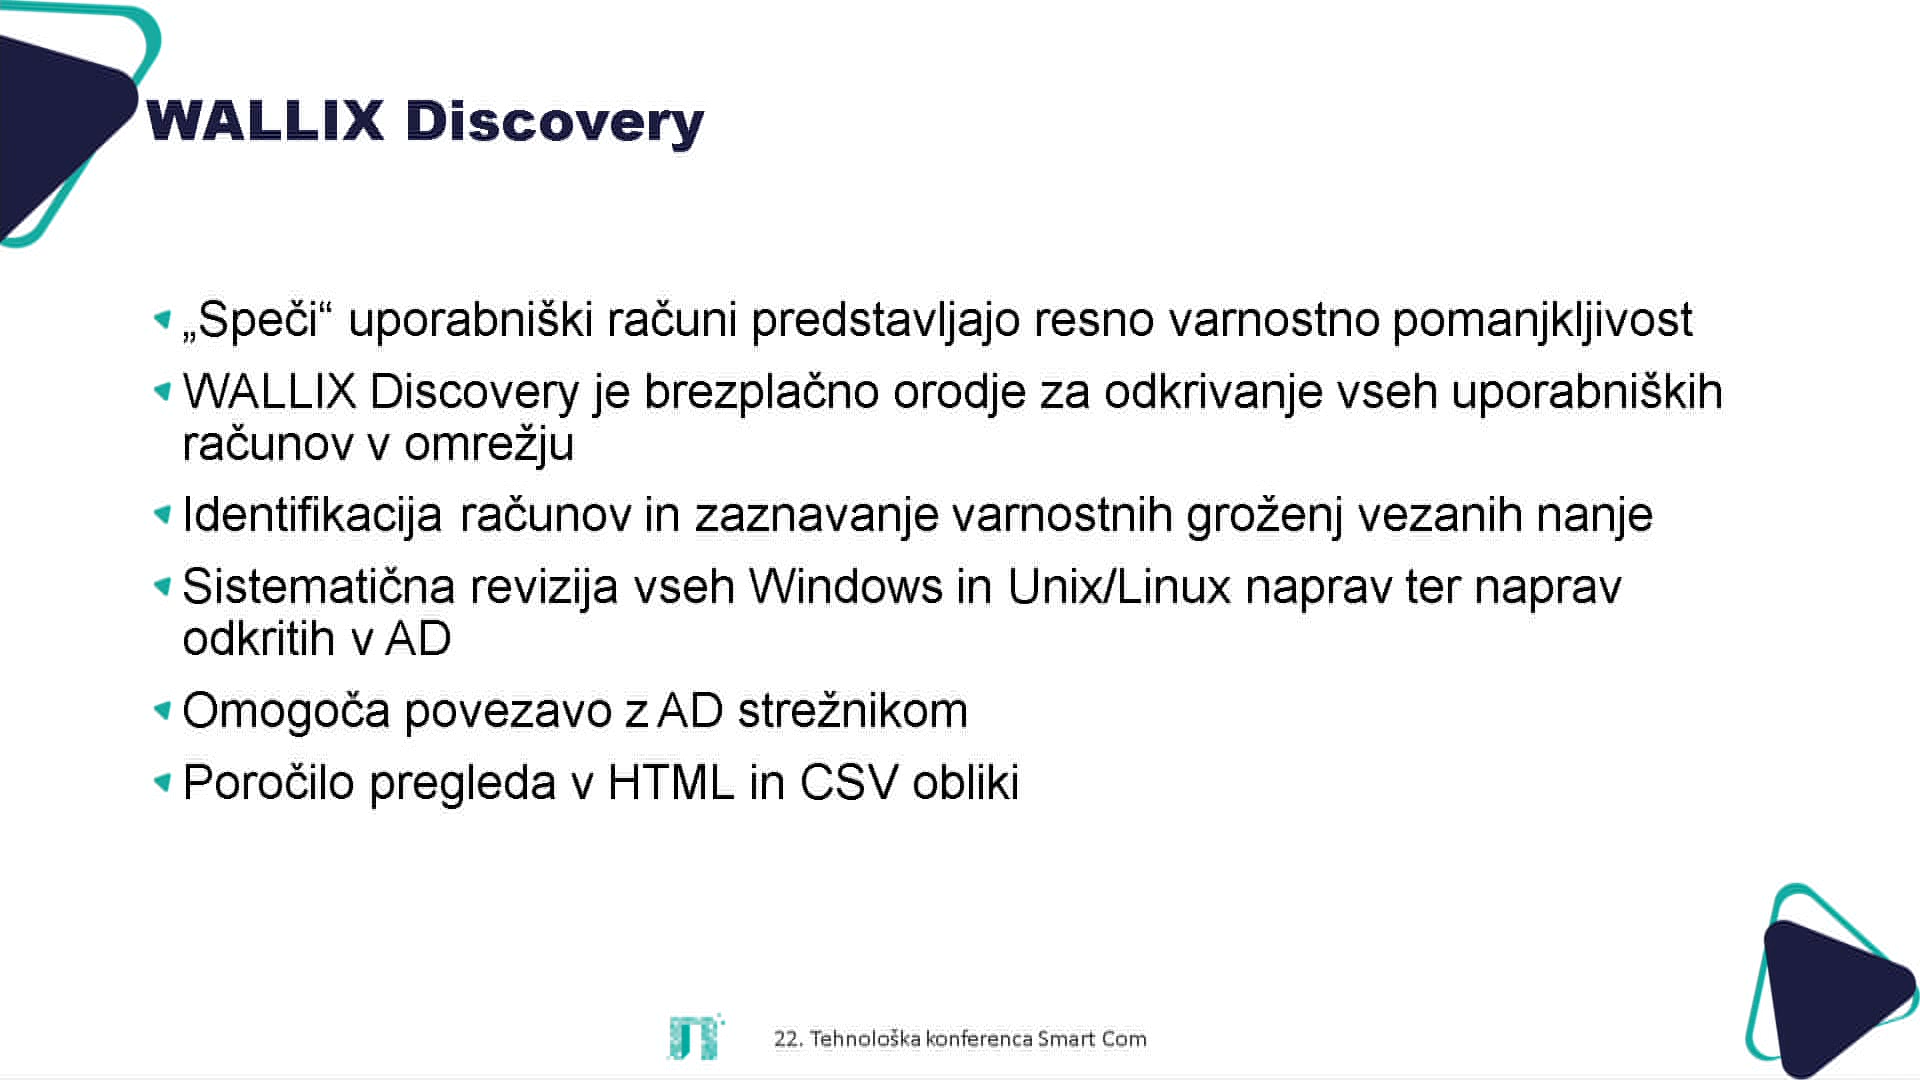 WALLIX Discovery
„Speči“ uporabniški računi predstavljajo resno varnostno pomanjkljivost
WALLIX Discovery je brezplačno orodje za odkrivanje vseh uporabniških
računov v omrežju
Identifikacija računov in zaznavanje varnostnih groženj vezanih nanje
Sistematična revizija vseh Windows in Unix/Linux naprav ter naprav
odkritih v AD
Omogoča povezavo z AD strežnikom
Poročilo pregleda v HTML in CSV obliki
22. Tehnološka konferenca Smart Com